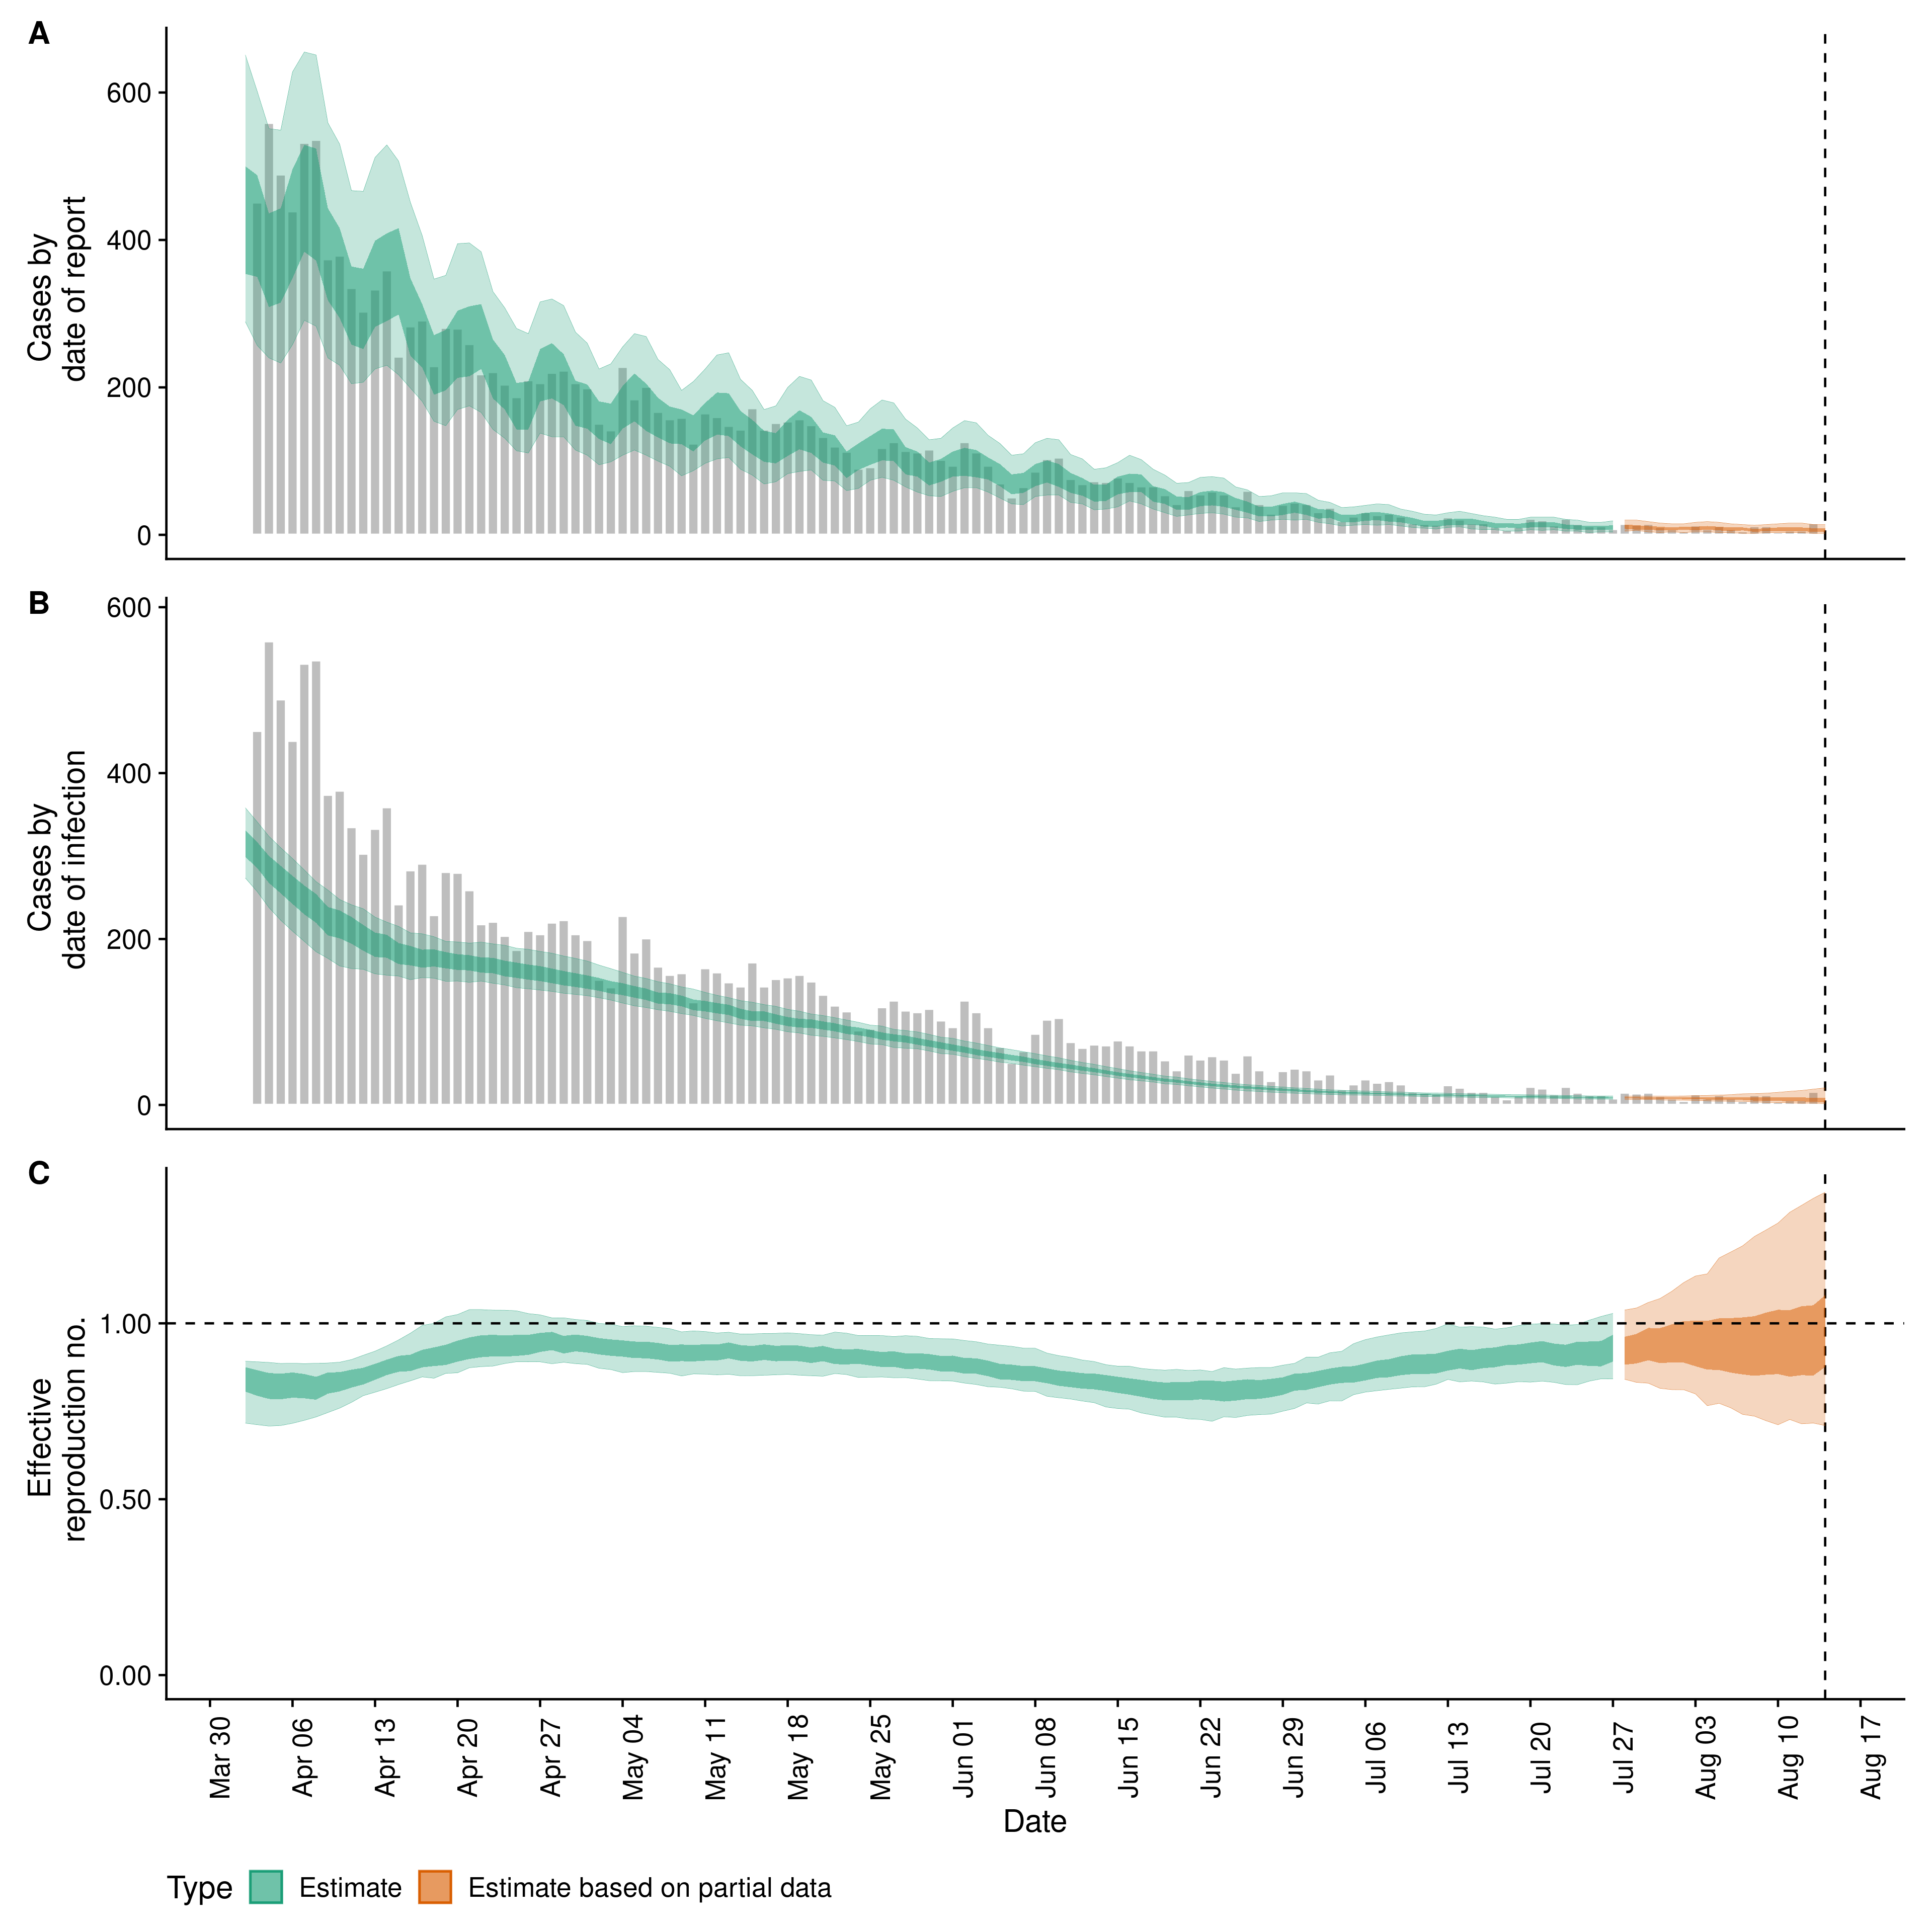 A
600
400
200
0
Cases by
date of report
B
600
400
200
0
Cases by
date of infection
C
1.00
0.50
0.00
Effective
reproduction no.
Mar 30
Apr 06
Apr 13
Apr 20
Apr 27
May 04
May 11
May 18
May 25
Jun 01
Jun 08
Jun 15
Jun 22
Jun 29
Jul 06
Jul 13
Jul 20
Jul 27
Aug 03
Aug 10
Aug 17
Date
Type Estimate Estimate based on partial data